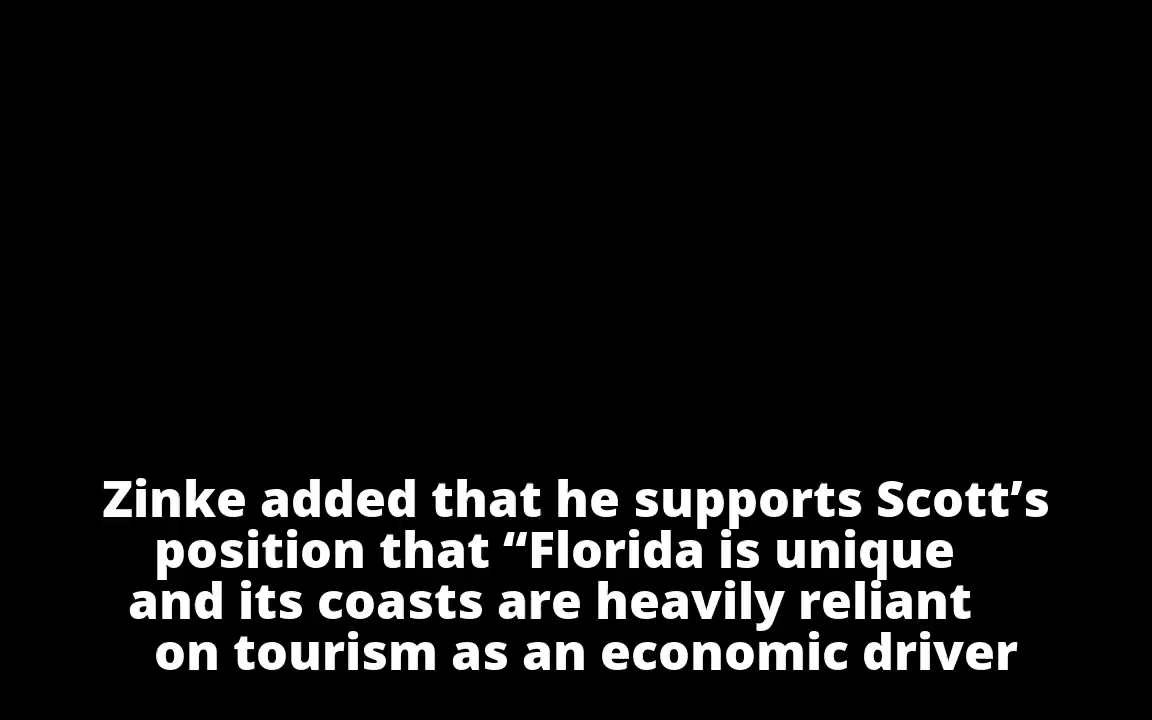 Zinke added that he supports Scott’s
position that “Florida is unique
and its coasts are heavily reliant
on tourism as an economic driver